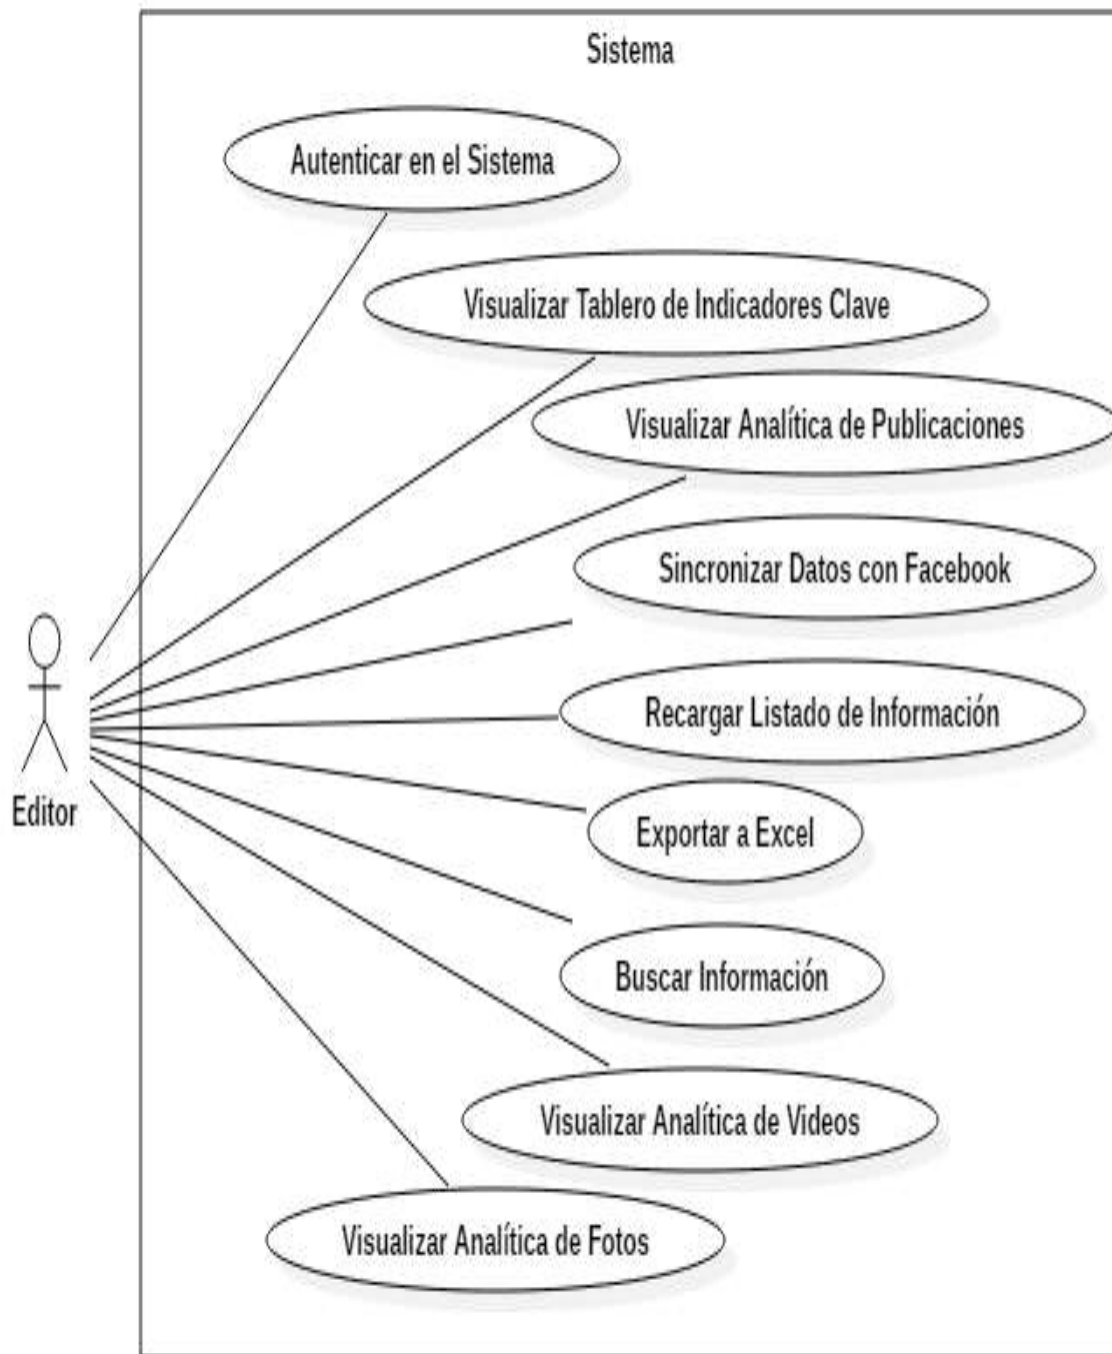 Sistema
Autenticar en el Sistema
Visualizar Tablero de Indicadores Clave
Visualizar Analítica de Publicaciones
Sincronizar Datos con Facebook
Recargar Listado de Información
Editor
Exportar a Excel
Buscar Información
Visualizar Analítica de Videos
Visualizar Analítica de Fotos